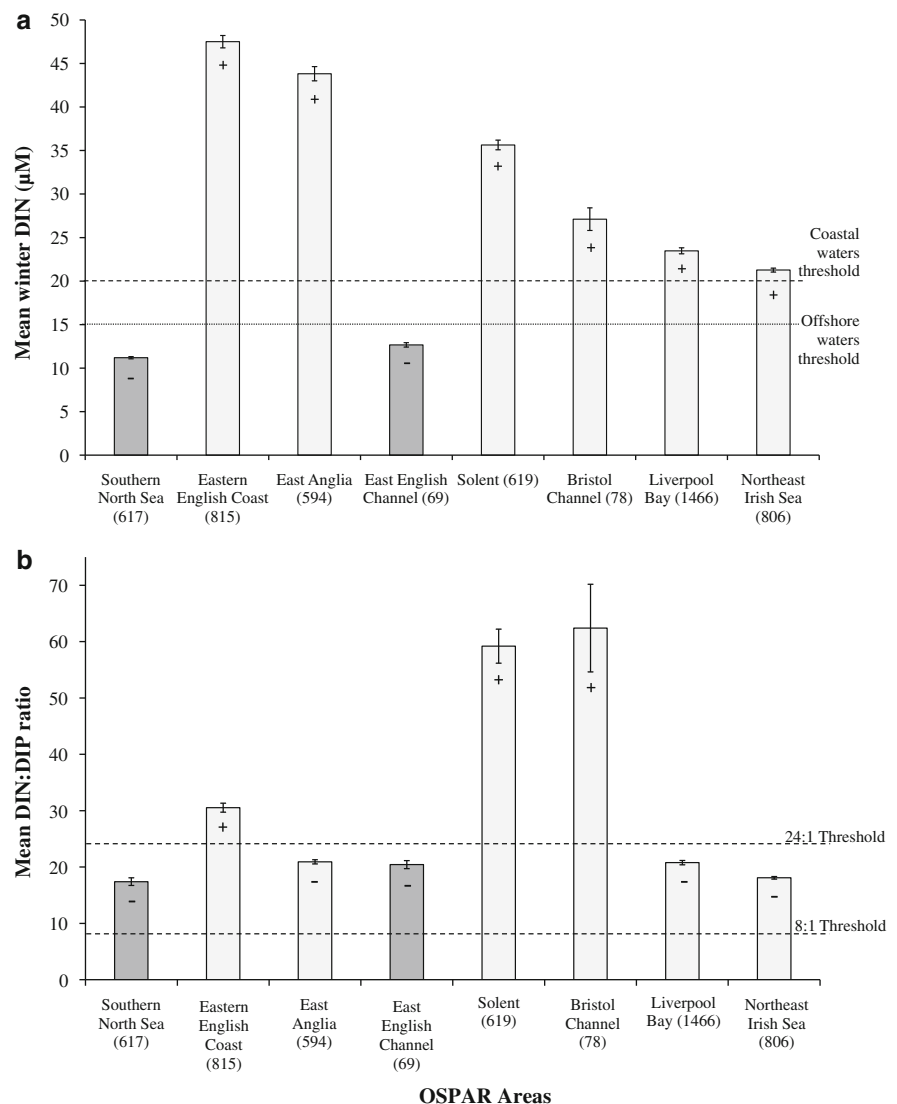 a
Mean winter DIN (µM)
50
45
40
35
30
25
20
15
10
5
0
+
+
+
+
+
+
-
-
Coastal
waters
threshold
Offshore
waters
threshold
Southern
North Sea
(617)
Eastern
English Coast
(815)
East Anglia
(594)
East English
Channel (69)
Solent (619)
Bristol
Channel (78)
Liverpool
Bay (1466)
Northeast
Irish Sea
(806)
b
Mean DIN:DIP ratio
70
60
50
40
30
20
10
0
+
+
+
-
-
-
-
-
24:1 Threshold
8:1 Threshold
Southern
North Sea
(617)
Eastern
English
Coast
(815)
East
Anglia
(594)
East
English
Channel
(69)
Solent
(619)
Bristol
Channel
(78)
Liverpool
Bay (1466)
Northeast
Irish Sea
(806)
OSPAR Areas